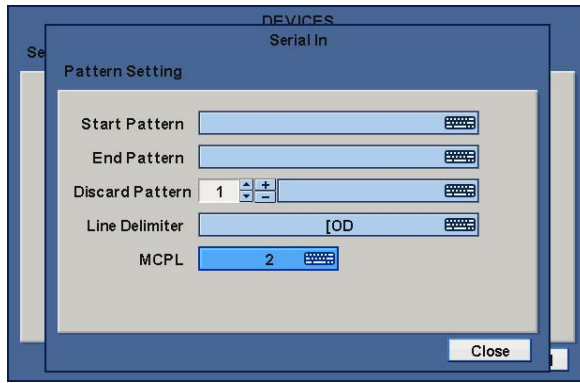 DEVICES
Serial In
Se
Pattern Setting
Start Pattern
End Pattern
Discard Pattern 1 + −
Line Delimiter [OD
MCPL 2
Close